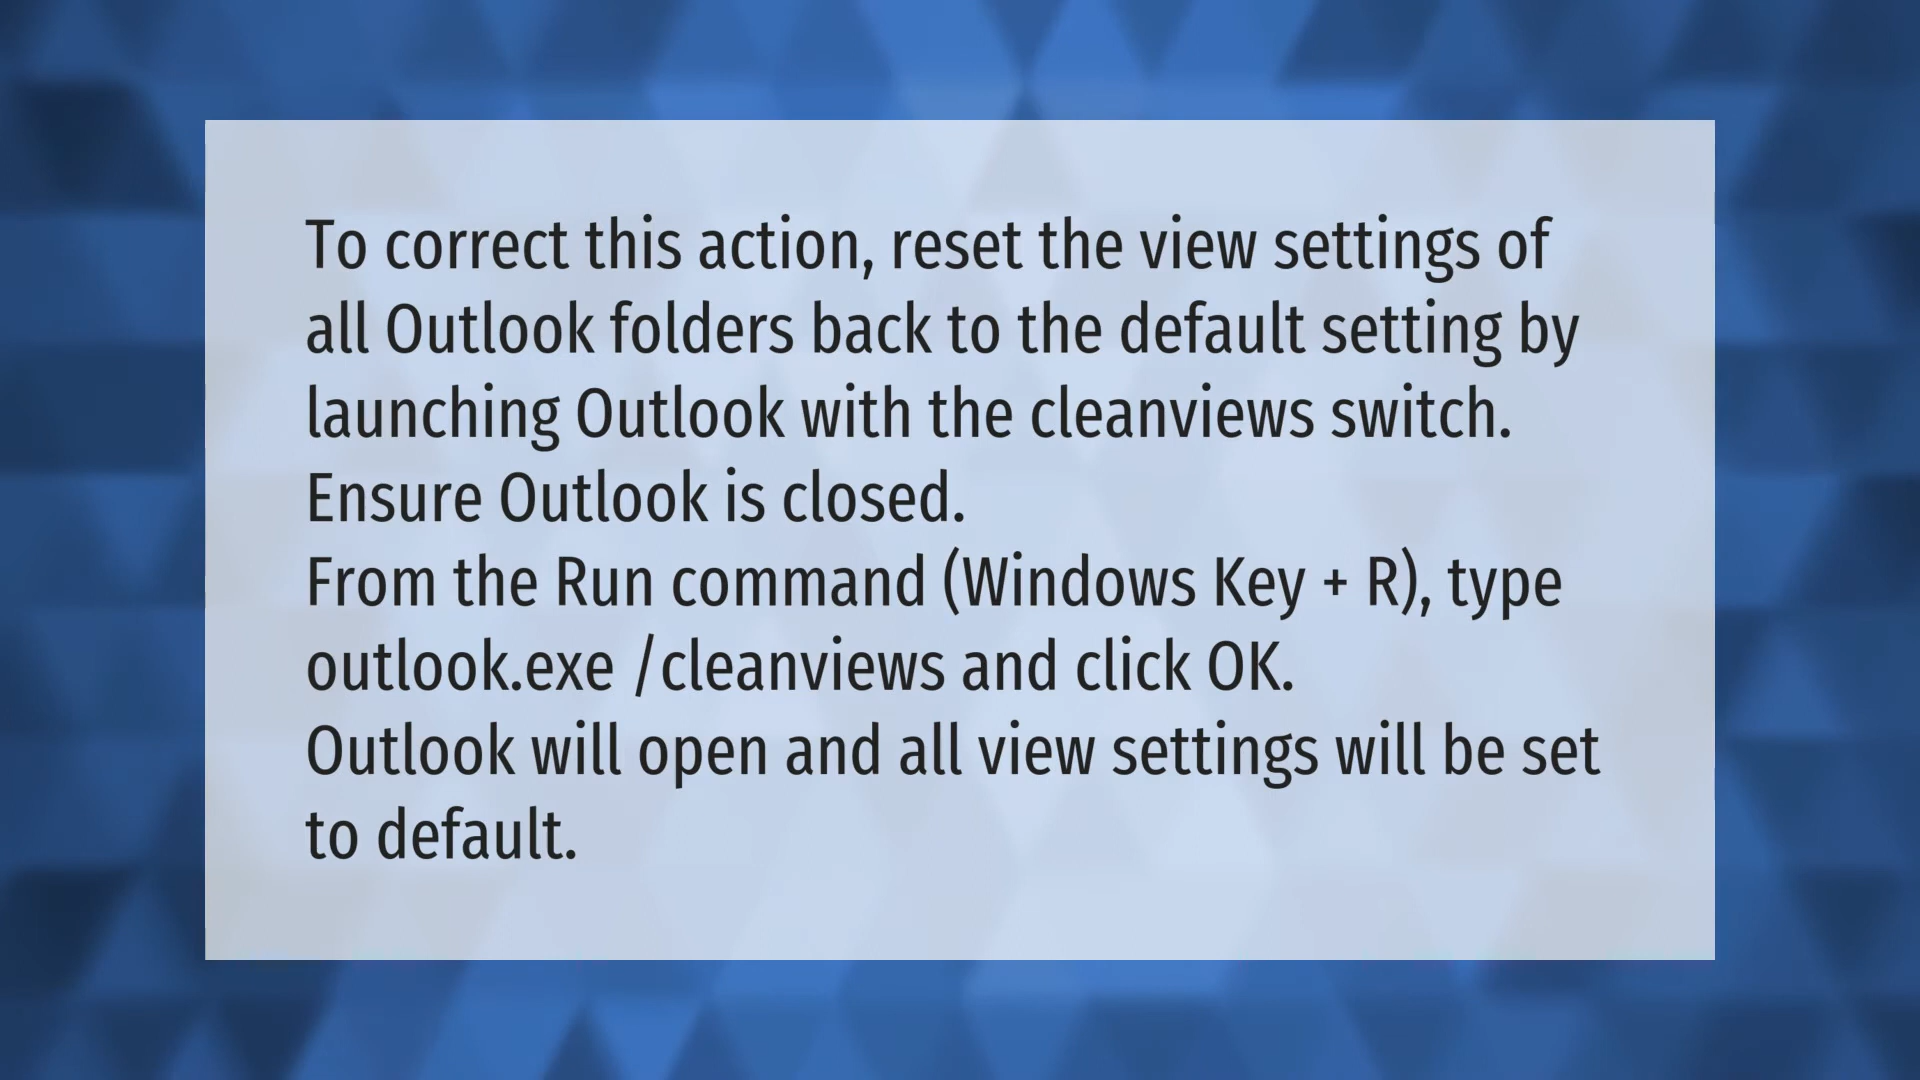 To correct this action, reset the view settings of
all Outlook folders back to the default setting by
launching Outlook with the cleanviews switch.
Ensure Outlook is closed.
From the Run command (Windows Key + R), type
outlook.exe /cleanviews and click OK.
Outlook will open and all view settings will be set
to default.